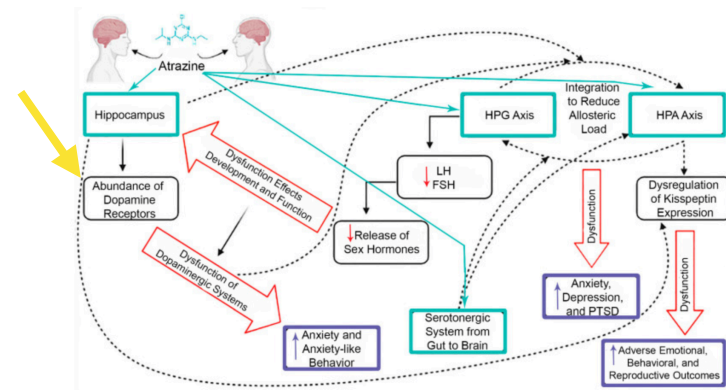 Atrazine
Hippocampus
HPG Axis
Integration
to Reduce
Allosteric
Load
HPA Axis
Abundance of
Dopamine
Receptors
Dysfunction Effects
Development and Function
LH
FSH
Dysregulation
of Kisspeptin
Expression
Release of
Sex Hormones
Dysfunction of
Dopaminergic Systems
Dysfunction
Dysfunction
Anxiety,
Depression,
and PTSD
Serotonergic
System from
Gut to Brain
Anxiety and
Anxiety-like
Behavior
Adverse Emotional,
Behavioral, and
Reproductive Outcomes